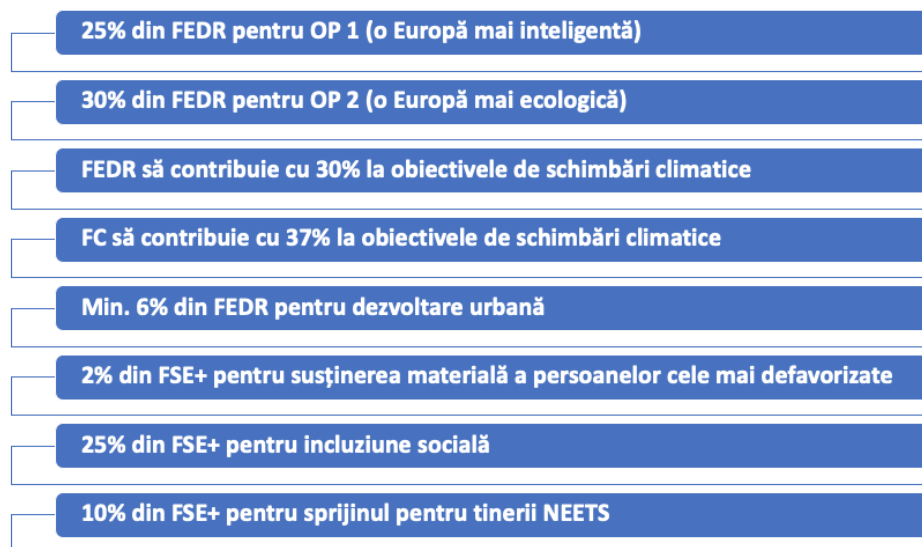 25% din FEDR pentru OP 1 (o Europă mai inteligentă)
30% din FEDR pentru OP 2 (o Europă mai ecologică)
FEDR să contribuie cu 30% la obiectivele de schimbări climatice
FC să contribuie cu 37% la obiectivele de schimbări climatice
Min. 6% din FEDR pentru dezvoltare urbană
2% din FSE+ pentru susținerea materială a persoanelor cele mai defavorizate
25% din FSE+ pentru incluziune socială
10% din FSE+ pentru sprijinul pentru tinerii NEETS